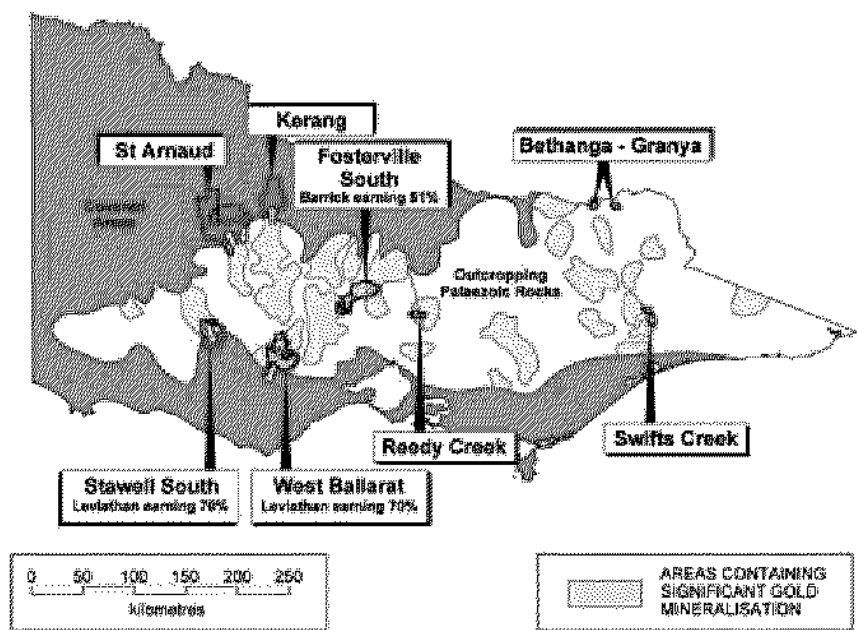 Kerang
St Arnaud
Fosterville
South
Barrick earning 51%
Bethanga - Granya
Covered
Areas
Outcropping
Palaeozoic Rocks
Reedy Creek
Swifts Creek
Stawell South
Leviathan earning 70%
West Ballarat
Leviathan earning 70%
0 50 100 150 200 250
kilometres
AREAS CONTAINING
SIGNIFICANT GOLD
MINERALISATION